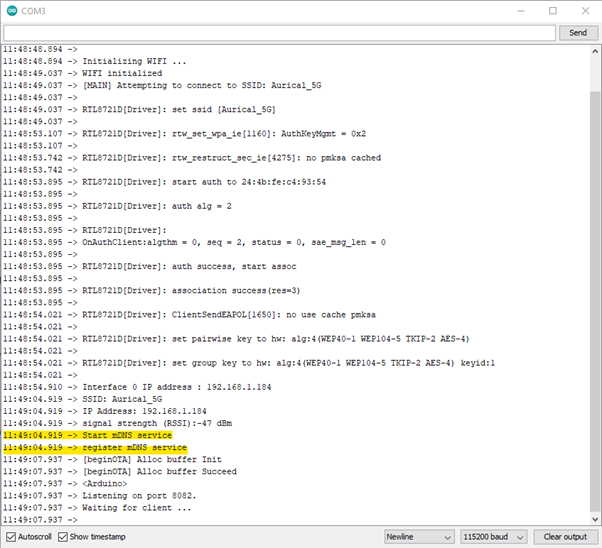 COM3
Send
11:48:48.894 ->
11:48:48.894 -> Initializing WIFI ...
11:48:49.037 -> WIFI initialized
11:48:49.037 -> [MAIN] Attempting to connect to SSID: Aurical_5G
11:48:49.037 ->
11:48:49.037 -> RTL8721D[Driver]: set ssid [Aurical_5G]
11:48:49.037 ->
11:48:53.107 -> RTL8721D[Driver]: rtw_set_wpa_ie[1160]: AuthKeyMgmt = 0x2
11:48:53.107 ->
11:48:53.742 -> RTL8721D[Driver]: rtw_restruct_sec_ie[4275]: no pmksa cached
11:48:53.742 ->
11:48:53.895 -> RTL8721D[Driver]: start auth to 24:4b:fe:c4:93:54
11:48:53.895 ->
11:48:53.895 -> RTL8721D[Driver]: auth alg = 2
11:48:53.895 ->
11:48:53.895 -> RTL8721D[Driver]:
11:48:53.895 -> OnAuthClient:algthm = 0, seq = 2, status = 0, sae_msg_len = 0
11:48:53.895 ->
11:48:53.895 -> RTL8721D[Driver]: auth success, start assoc
11:48:53.895 ->
11:48:53.895 -> RTL8721D[Driver]: association success(res=3)
11:48:53.895 ->
11:48:54.021 -> RTL8721D[Driver]: ClientSendEAPOL[1650]: no use cache pmksa
11:48:54.021 ->
11:48:54.021 -> RTL8721D[Driver]: set pairwise key to hw: alg:4(WEP40-1 WEP104-5 TKIP-2 AES-4)
11:48:54.021 ->
11:48:54.021 -> RTL8721D[Driver]: set group key to hw: alg:4(WEP40-1 WEP104-5 TKIP-2 AES-4) keyid:1
11:48:54.021 ->
11:48:54.910 -> Interface 0 IP address : 192.168.1.184
11:49:04.919 -> SSID: Aurical_5G
11:49:04.919 -> IP Address: 192.168.1.184
11:49:04.919 -> signal strength (RSSI):-47 dBm
11:49:04.919 -> Start mDNS service
11:49:04.919 -> register mDNS service
11:49:07.937 -> [beginOTA] Alloc buffer Init
11:49:07.937 -> [beginOTA] Alloc buffer Succeed
11:49:07.937 -> <Arduino>
11:49:07.937 -> Listening on port 8082.
11:49:07.937 -> Waiting for client ...
11:49:07.937 ->
Autoscroll Show timestamp Newline 115200 baud Clear output